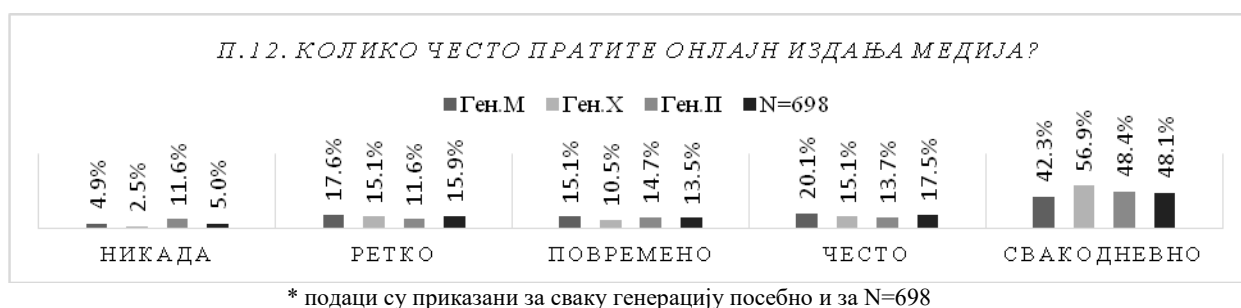 П.12. КОЛИКО ЧЕСТО ПРАТИТЕ ОНЛАЈН ИЗДАЊА МЕДИЈА?
Ген.М Ген.Х Ген.П N=698
4.9% 2.5% 11.6% 5.0% 17.6% 15.1% 11.6% 15.9% 15.1% 10.5% 14.7% 13.5% 20.1% 15.1% 13.7% 17.5% 42.3% 56.9% 48.4% 48.1%
НИКАДА РЕТКО ПОВРЕМЕНО ЧЕСТО СВАКОДНЕВНО
* подаци су приказани за сваку генерацију посебно и за N=698